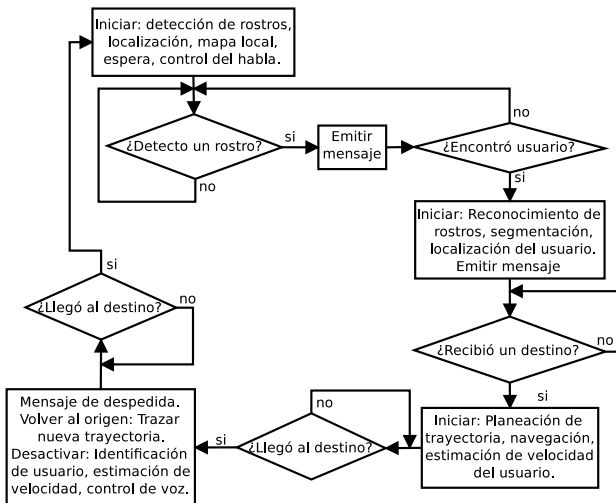 Iniciar: detección de rostros,
localización, mapa local,
espera, control del habla.
¿Detecto un rostro?
si
no
Emitir
mensaje
¿Encontró usuario?
no
si
Iniciar: Reconocimiento de
rostros, segmentación,
localización del usuario.
Emitir mensaje
¿Recibió un destino?
no
si
Iniciar: Planeación de
trayectoria, navegación,
estimación de velocidad
del usuario.
no
¿Llegó al destino?
si
Mensaje de despedida.
Volver al origen: Trazar
nueva trayectoria.
Desactivar: Identificación
de usuario, estimación de
velocidad, control de voz.
¿Llegó al destino?
no
si